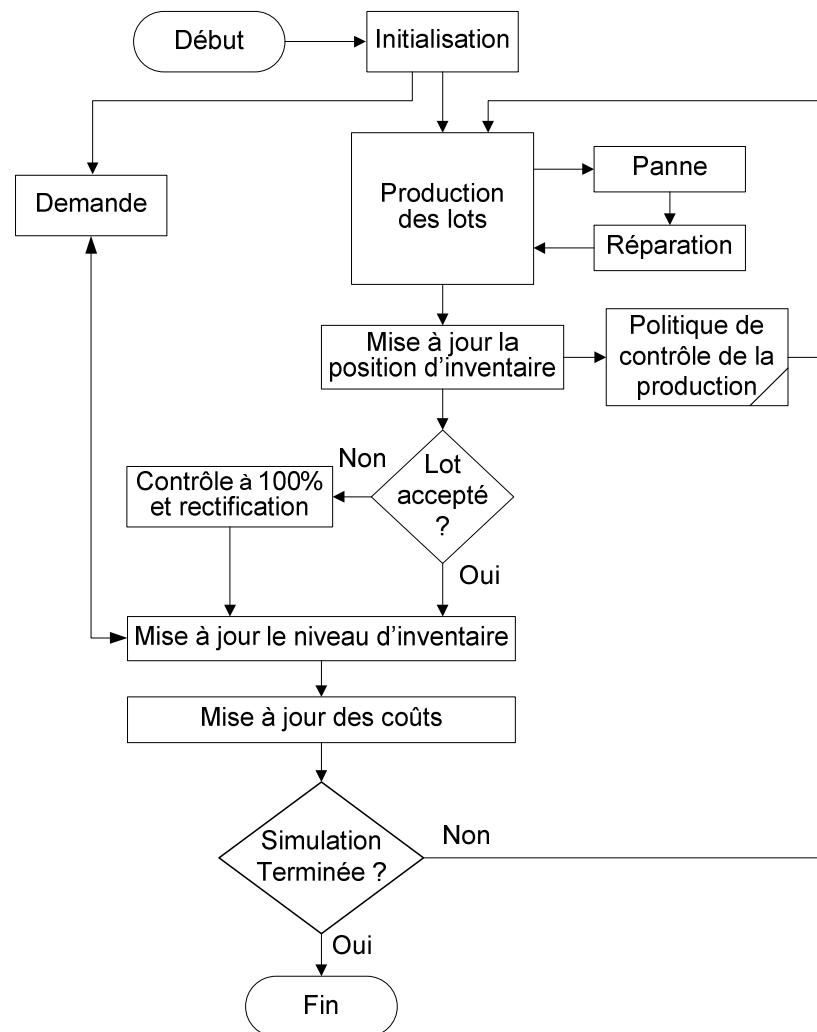 Début
Initialisation
Demande
Production
des lots
Panne
Réparation
Mise à jour la
position d’inventaire
Politique de
contrôle de la
production
Lot
accepté
?
Non
Contrôle à 100%
et rectification
Oui
Mise à jour le niveau d’inventaire
Mise à jour des coûts
Simulation
Terminée ?
Non
Oui
Fin